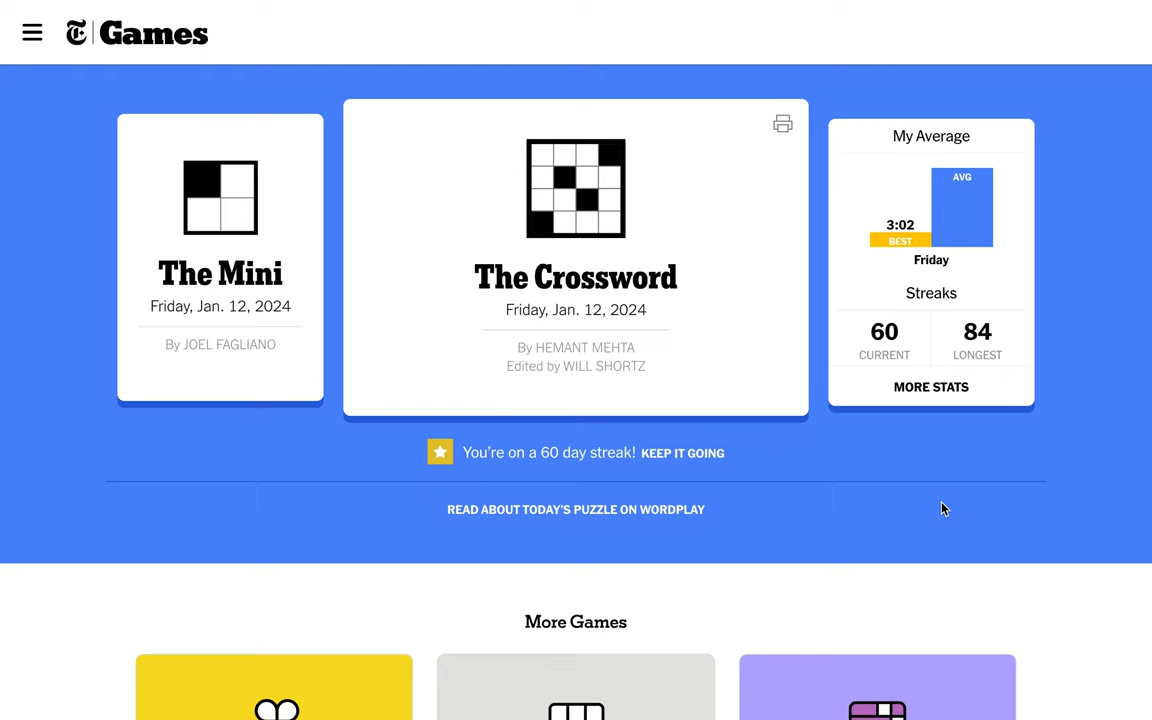 Games
The Mini
Friday, Jan. 12, 2024
By JOEL FAGLIANO
The Crossword
Friday, Jan. 12, 2024
By HEMANT MEHTA
Edited by WILL SHORTZ
My Average
AVG
3:02
BEST
Friday
Streaks
60 84
CURRENT LONGEST
MORE STATS
You're on a 60 day streak! KEEP IT GOING
READ ABOUT TODAY'S PUZZLE ON WORDPLAY
More Games